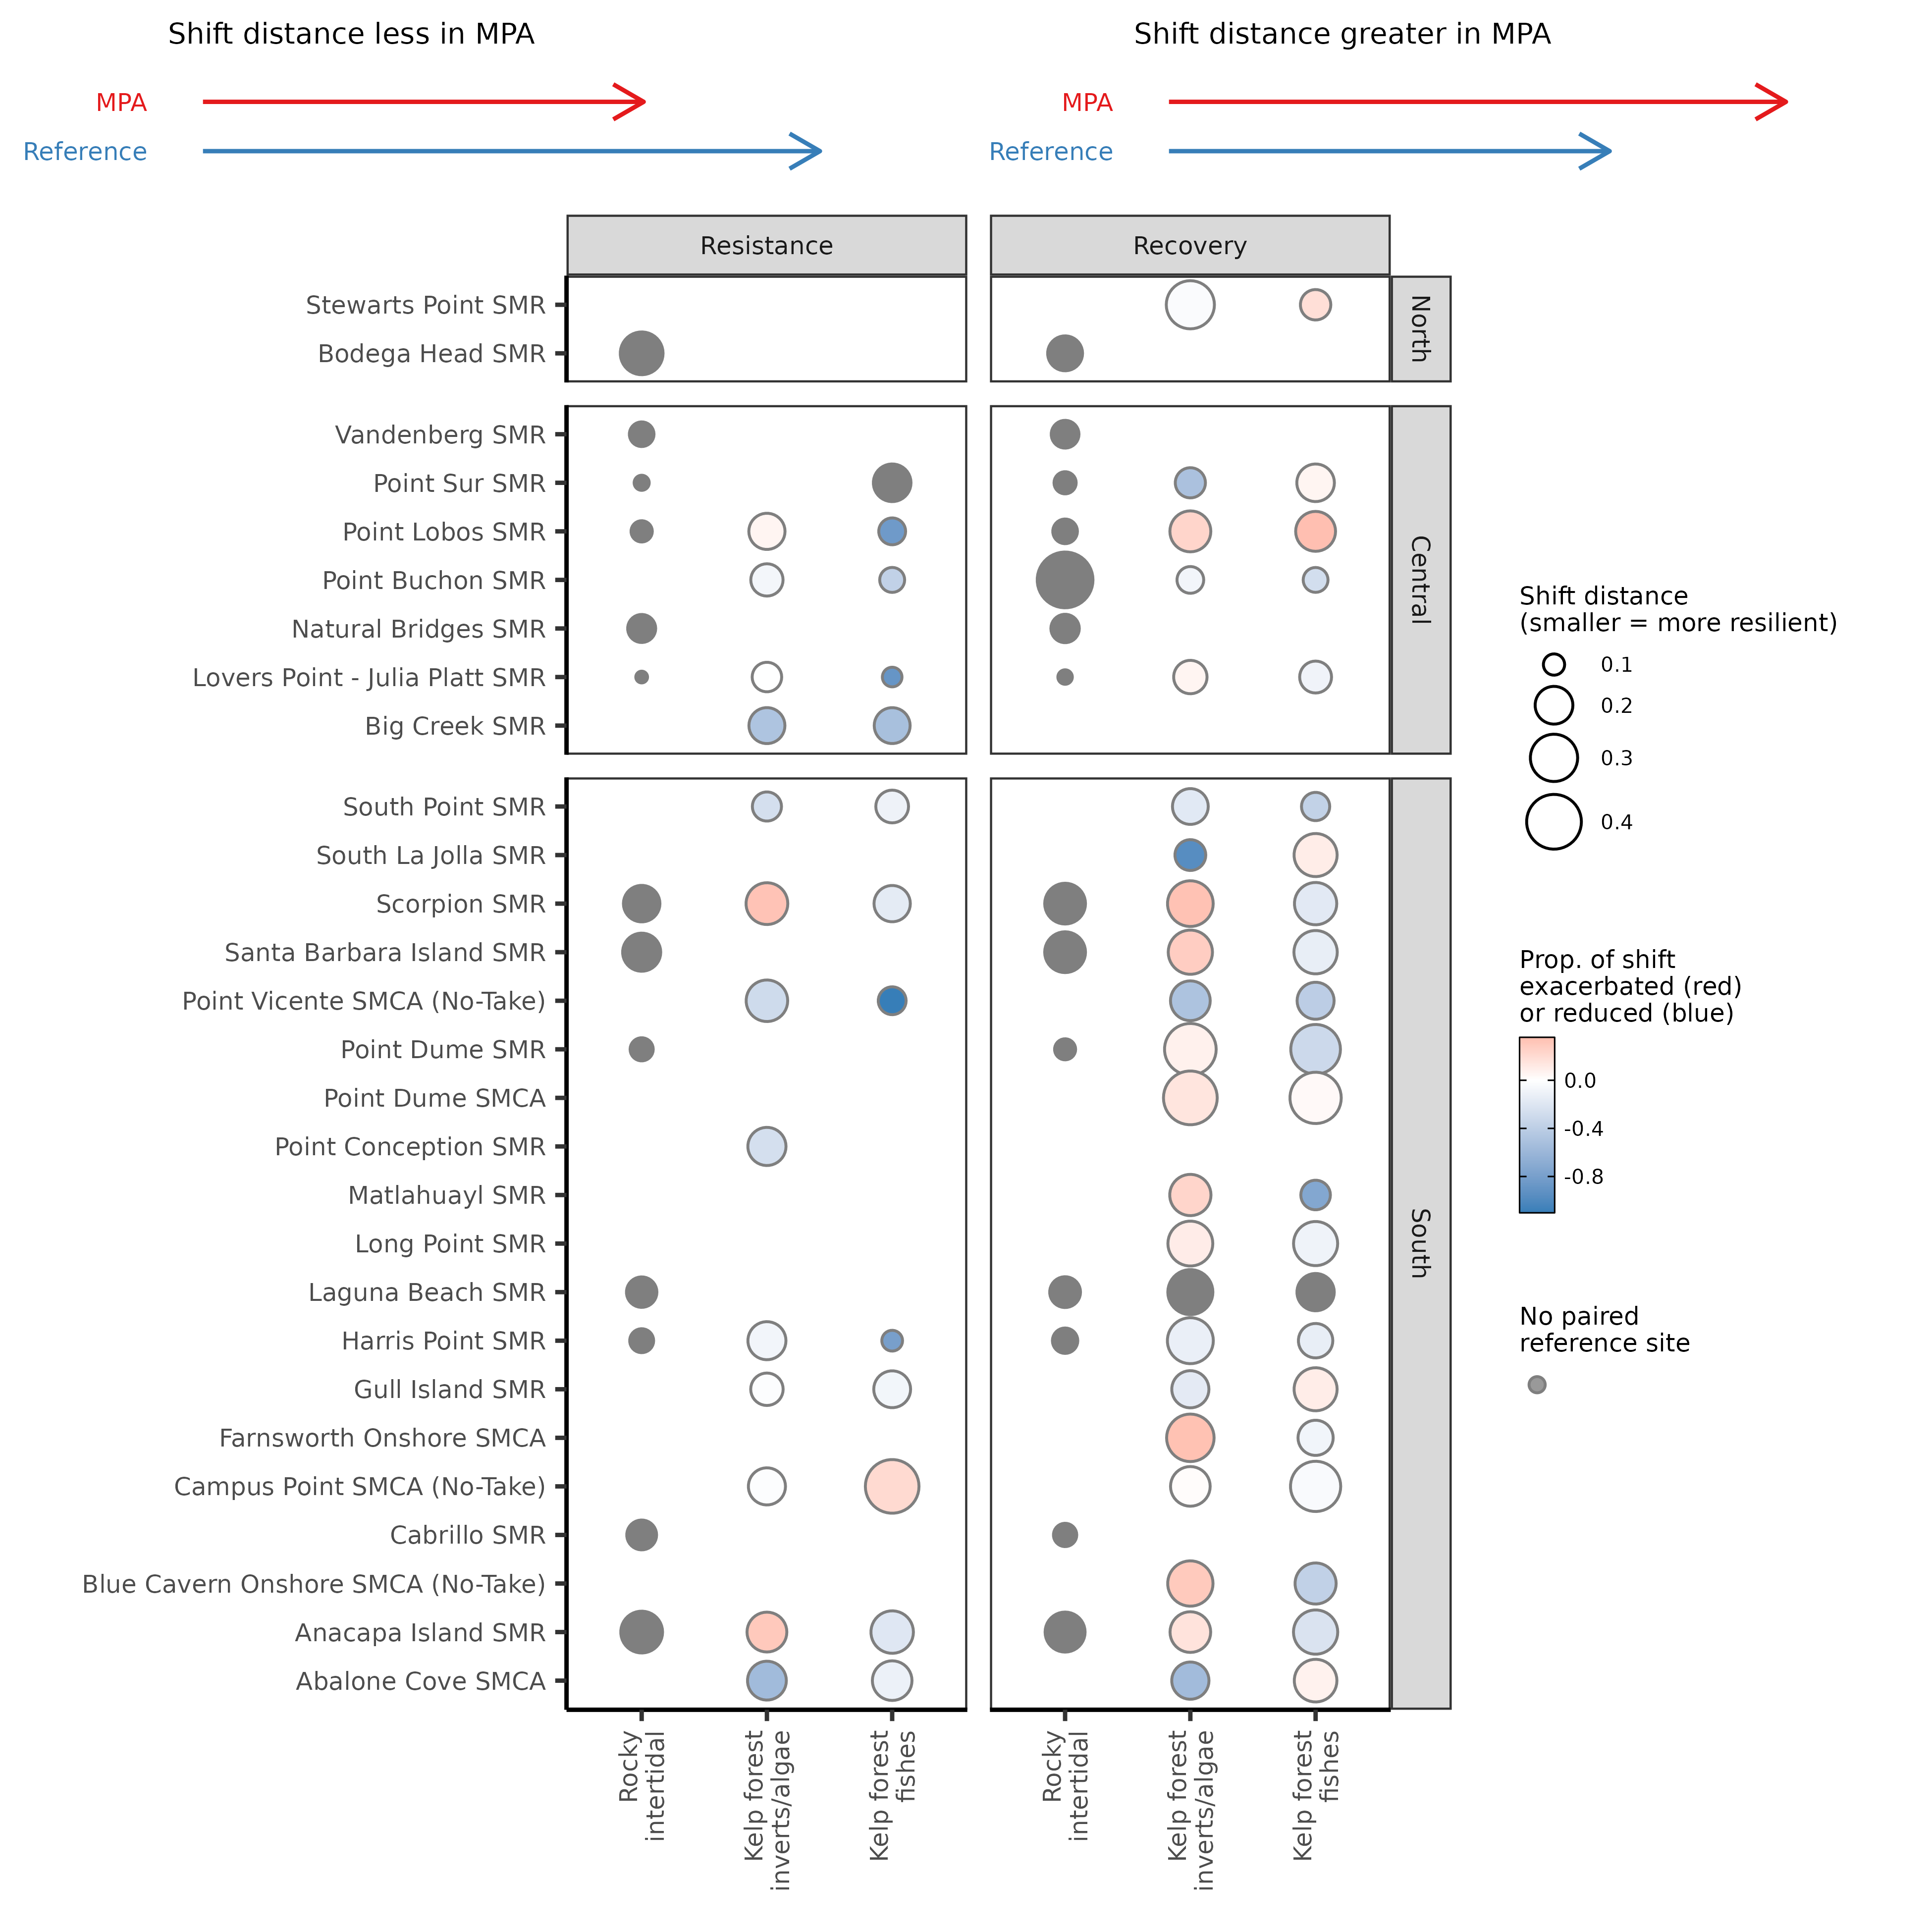 Shift distance less in MPA
Shift distance greater in MPA
MPA
Reference
MPA
Reference
Resistance
Recovery
Stewarts Point SMR
Bodega Head SMR
North
Vandenberg SMR
Point Sur SMR
Point Lobos SMR
Point Buchon SMR
Natural Bridges SMR
Lovers Point - Julia Platt SMR
Big Creek SMR
Central
South Point SMR
South La Jolla SMR
Scorpion SMR
Santa Barbara Island SMR
Point Vicente SMCA (No-Take)
Point Dume SMR
Point Dume SMCA
Point Conception SMR
Matlahuayl SMR
Long Point SMR
Laguna Beach SMR
Harris Point SMR
Gull Island SMR
Farnsworth Onshore SMCA
Campus Point SMCA (No-Take)
Cabrillo SMR
Blue Cavern Onshore SMCA (No-Take)
Anacapa Island SMR
Abalone Cove SMCA
South
Rocky
intertidal
Kelp forest
inverts/algae
Kelp forest
fishes
Rocky
intertidal
Kelp forest
inverts/algae
Kelp forest
fishes
Shift distance
(smaller = more resilient)
0.1
0.2
0.3
0.4
Prop. of shift
exacerbated (red)
or reduced (blue)
0.0
-0.4
-0.8
No paired
reference site